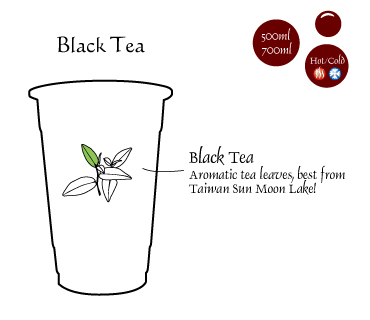 Black Tea
500ml
700ml
Hot/Cold
Black Tea
Aromatic tea leaves, best from
Taiwan Sun Moon Lake!